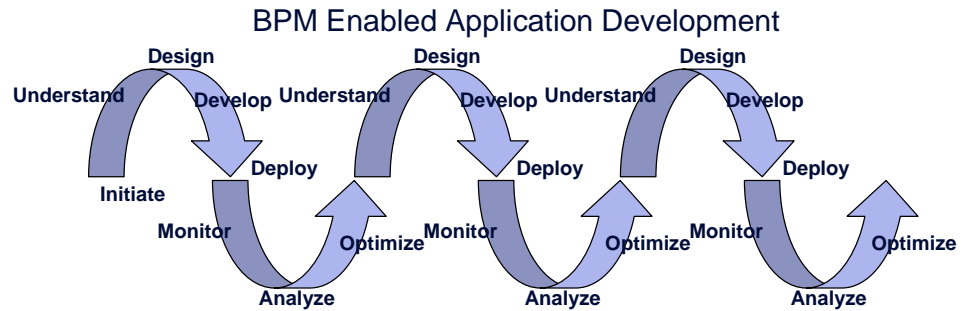 BPM Enabled Application Development
Design Design Design
Understand Develop Understand Develop Understand Develop
Deploy Deploy Deploy
Initiate
Monitor Optimize Monitor Optimize Monitor Optimize
Analyze Analyze Analyze